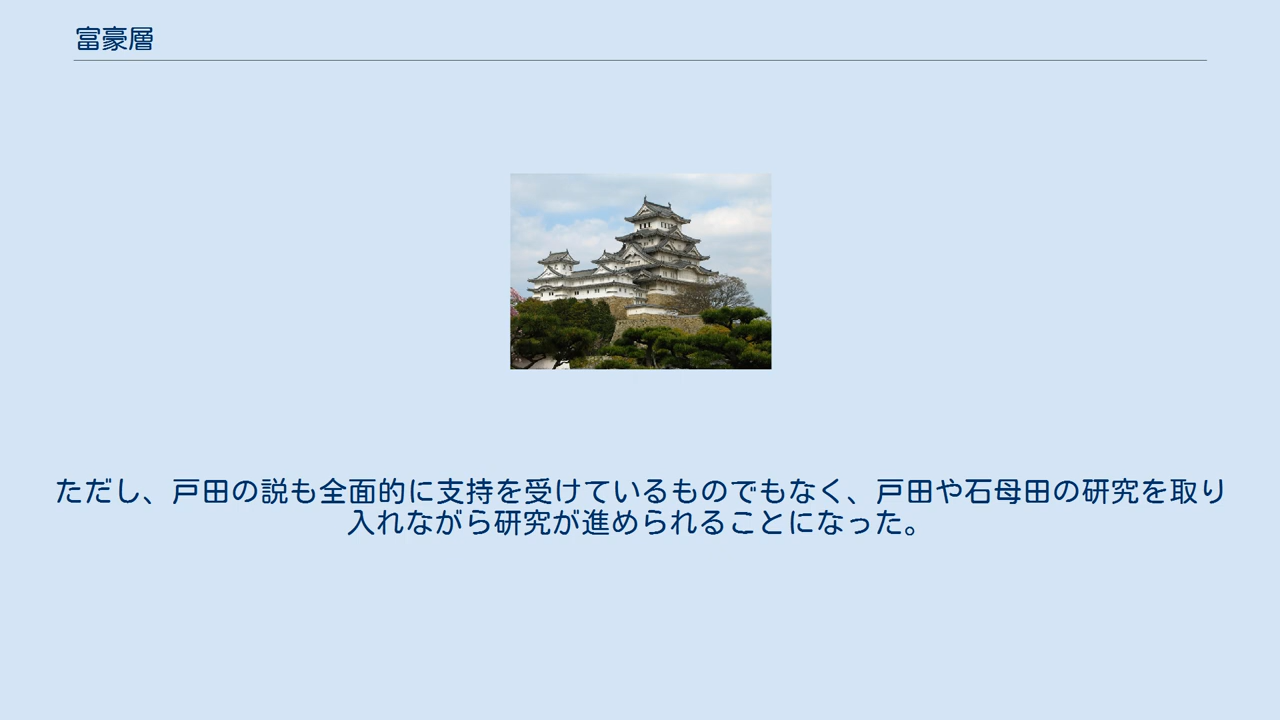 富豪層
ただし、戸田の説も全面的に支持を受けているものでもなく、戸田や石母田の研究を取り
入れながら研究が進められることになった。